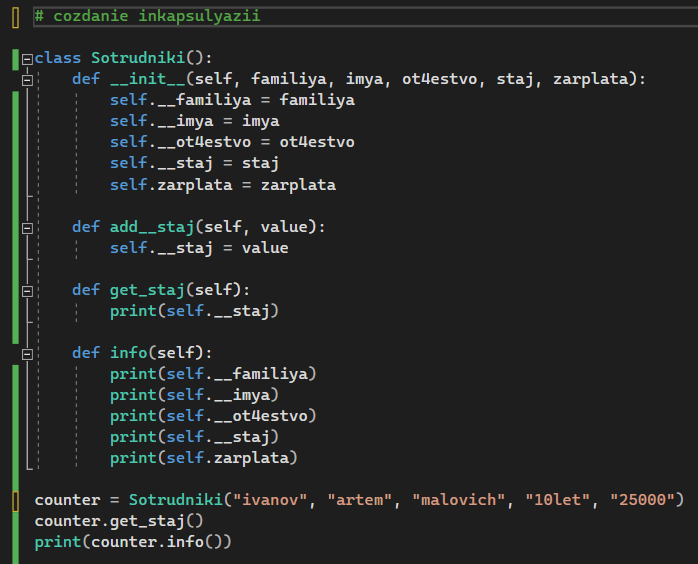 # cozdanie inkapsulyazii
class Sotrudniki():
def __init__(self, familiya, imya, ot4estvo, staj, zarplata):
self.__familiya = familiya
self.__imya = imya
self.__ot4estvo = ot4estvo
self.__staj = staj
self.zarplata = zarplata
def add__staj(self, value):
self.__staj = value
def get_staj(self):
print(self.__staj)
def info(self):
print(self.__familiya)
print(self.__imya)
print(self.__ot4estvo)
print(self.__staj)
print(self.zarplata)
counter = Sotrudniki("ivanov", "artem", "malovich", "10let", "25000")
counter.get_staj()
print(counter.info())